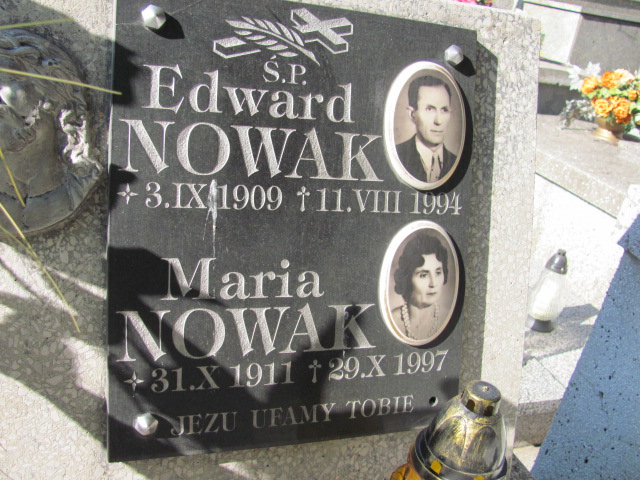 Ś.P.
Edward
NOWAK
✢ 3.IX 1909 † 11.VIII 1994
Maria
NOWAK
✢ 31.X 1911 † 29.X 1997
JEZU UFAMY TOBIE